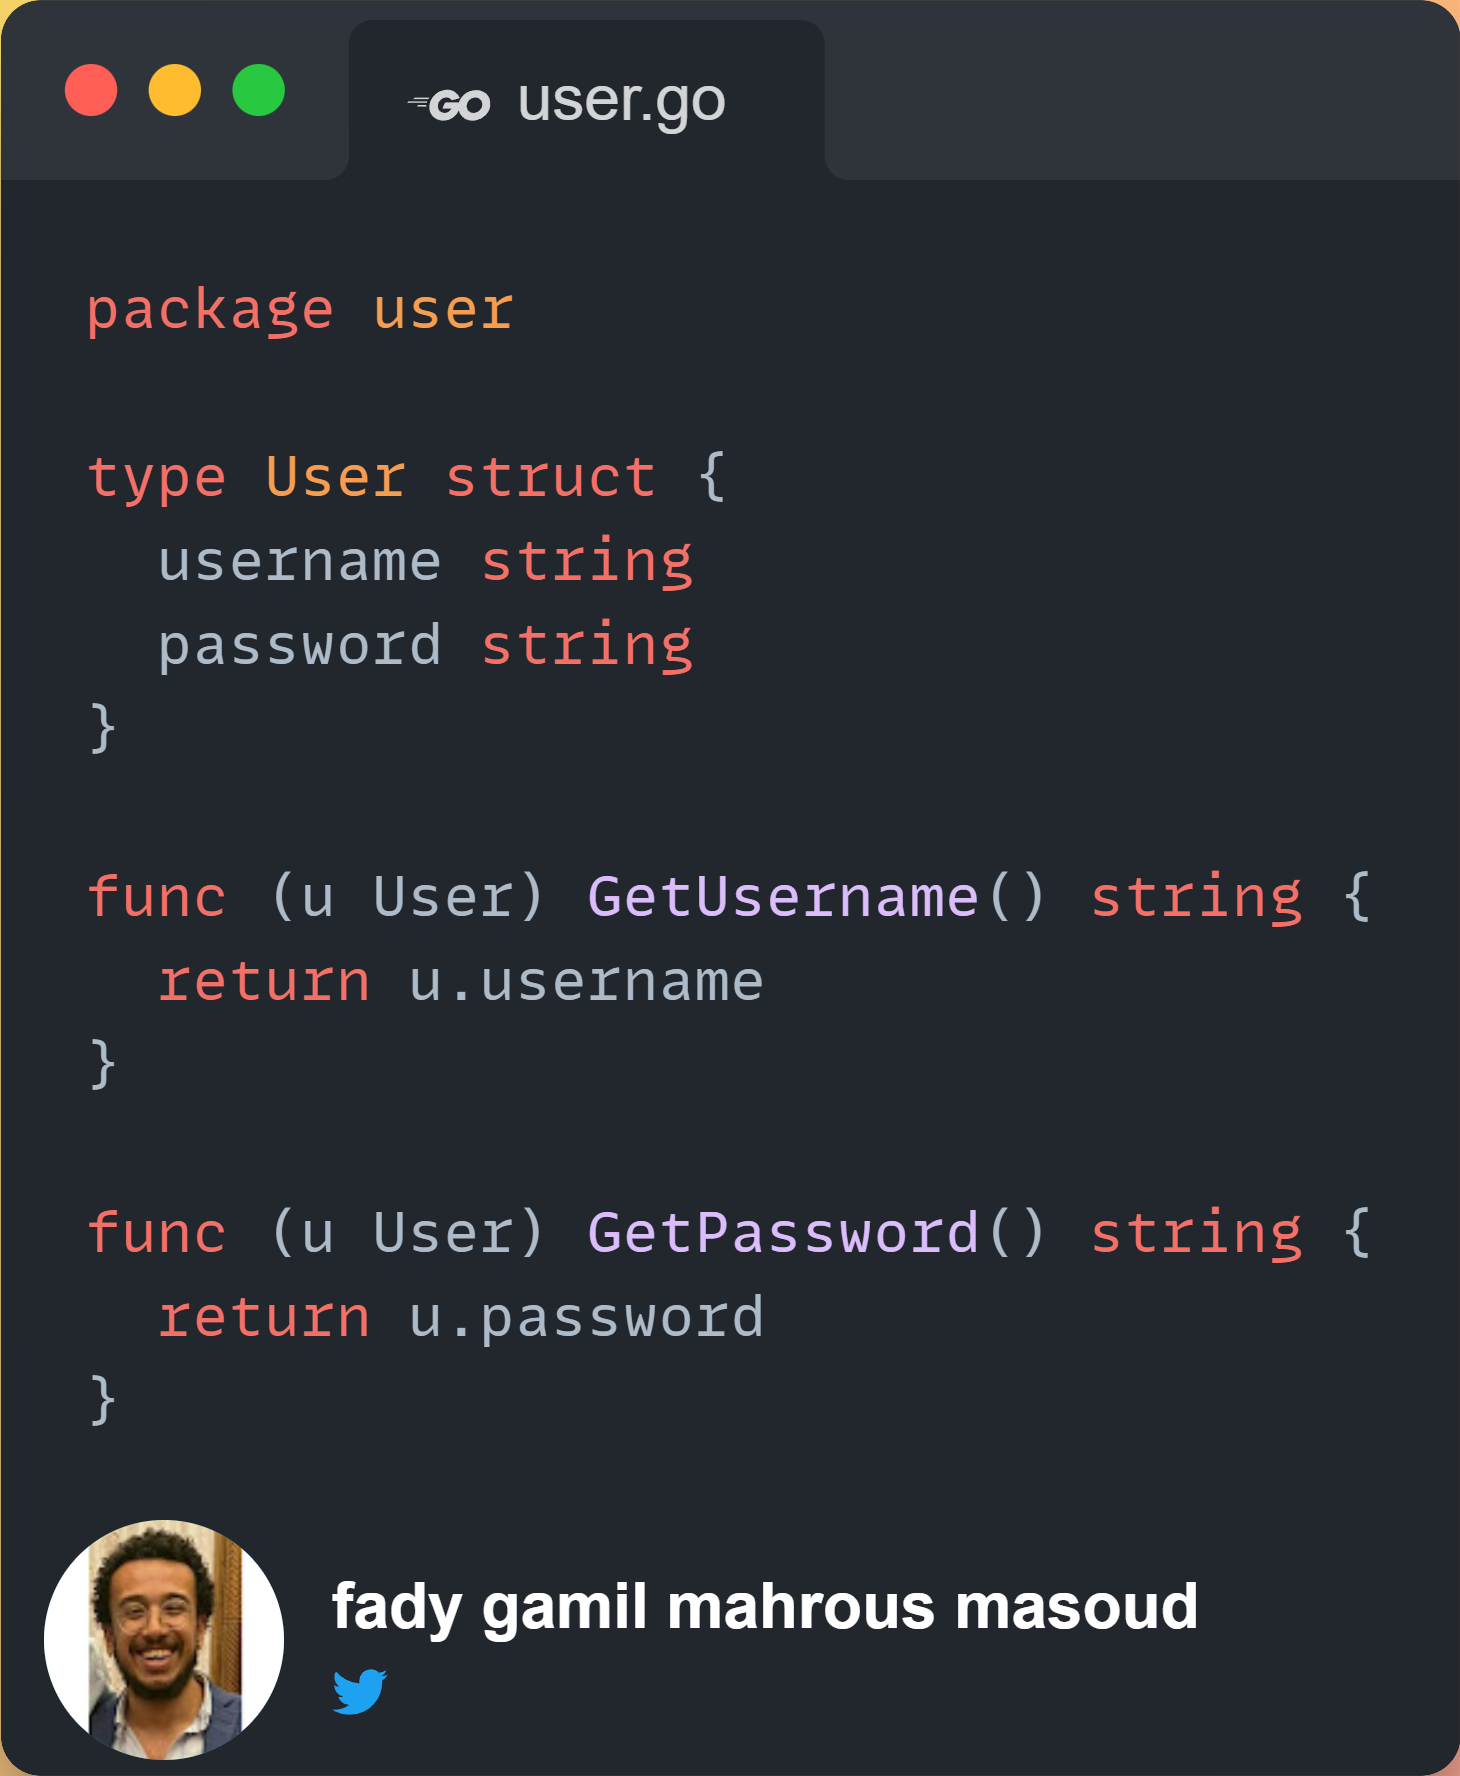 GO user.go
package user
type User struct {
  username string
  password string
}
func (u User) GetUsername() string {
  return u.username
}
func (u User) GetPassword() string {
  return u.password
}
fady gamil mahrous masoud